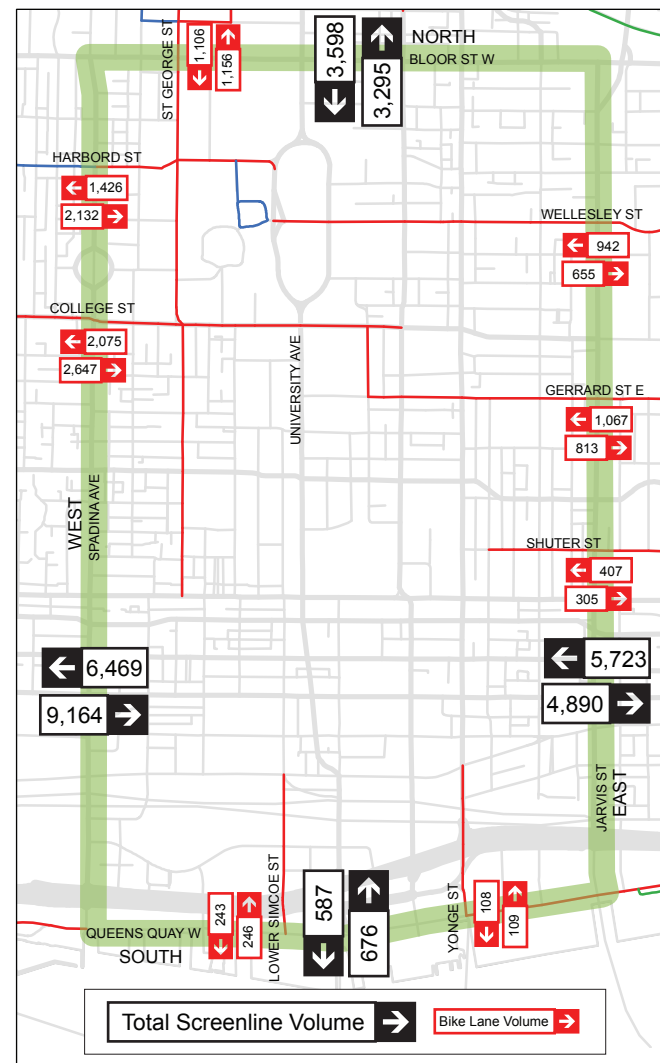 ST GEORGE ST
1,106
1,156
3,598
3,295
NORTH
BLOOR ST W
HARBORD ST
1,426
2,132
WELLESLEY ST
942
655
COLLEGE ST
2,075
2,647
UNIVERSITY AVE
GERRARD ST E
1,067
813
WEST
SPADINA AVE
SHUTER ST
407
305
6,469
9,164
5,723
4,890
JARVIS ST
EAST
QUEENS QUAY W
SOUTH
243
246
LOWER SIMCOE ST
587
676
YONGE ST
108
109
Total Screenline Volume
Bike Lane Volume